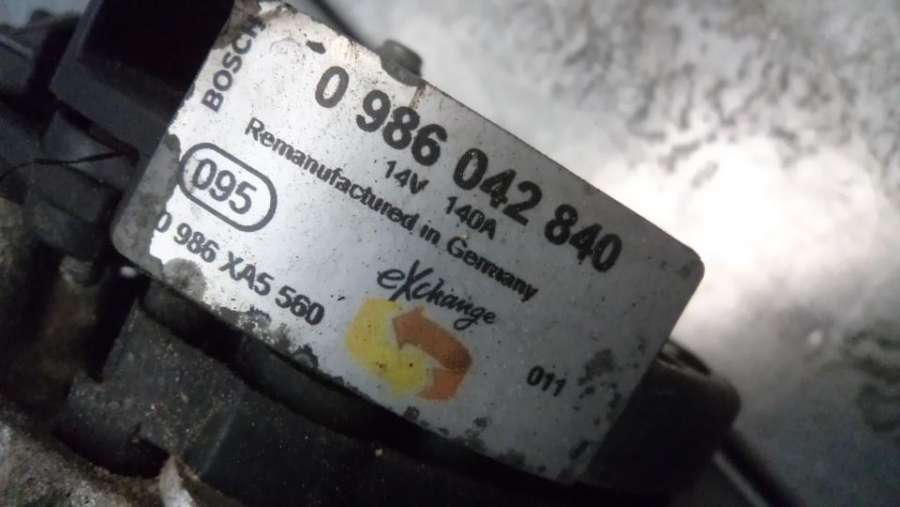 BOSCH
0 986 042 840
14V 140A
Remanufactured in Germany
095
0 986 XA5 560
eXchange
011